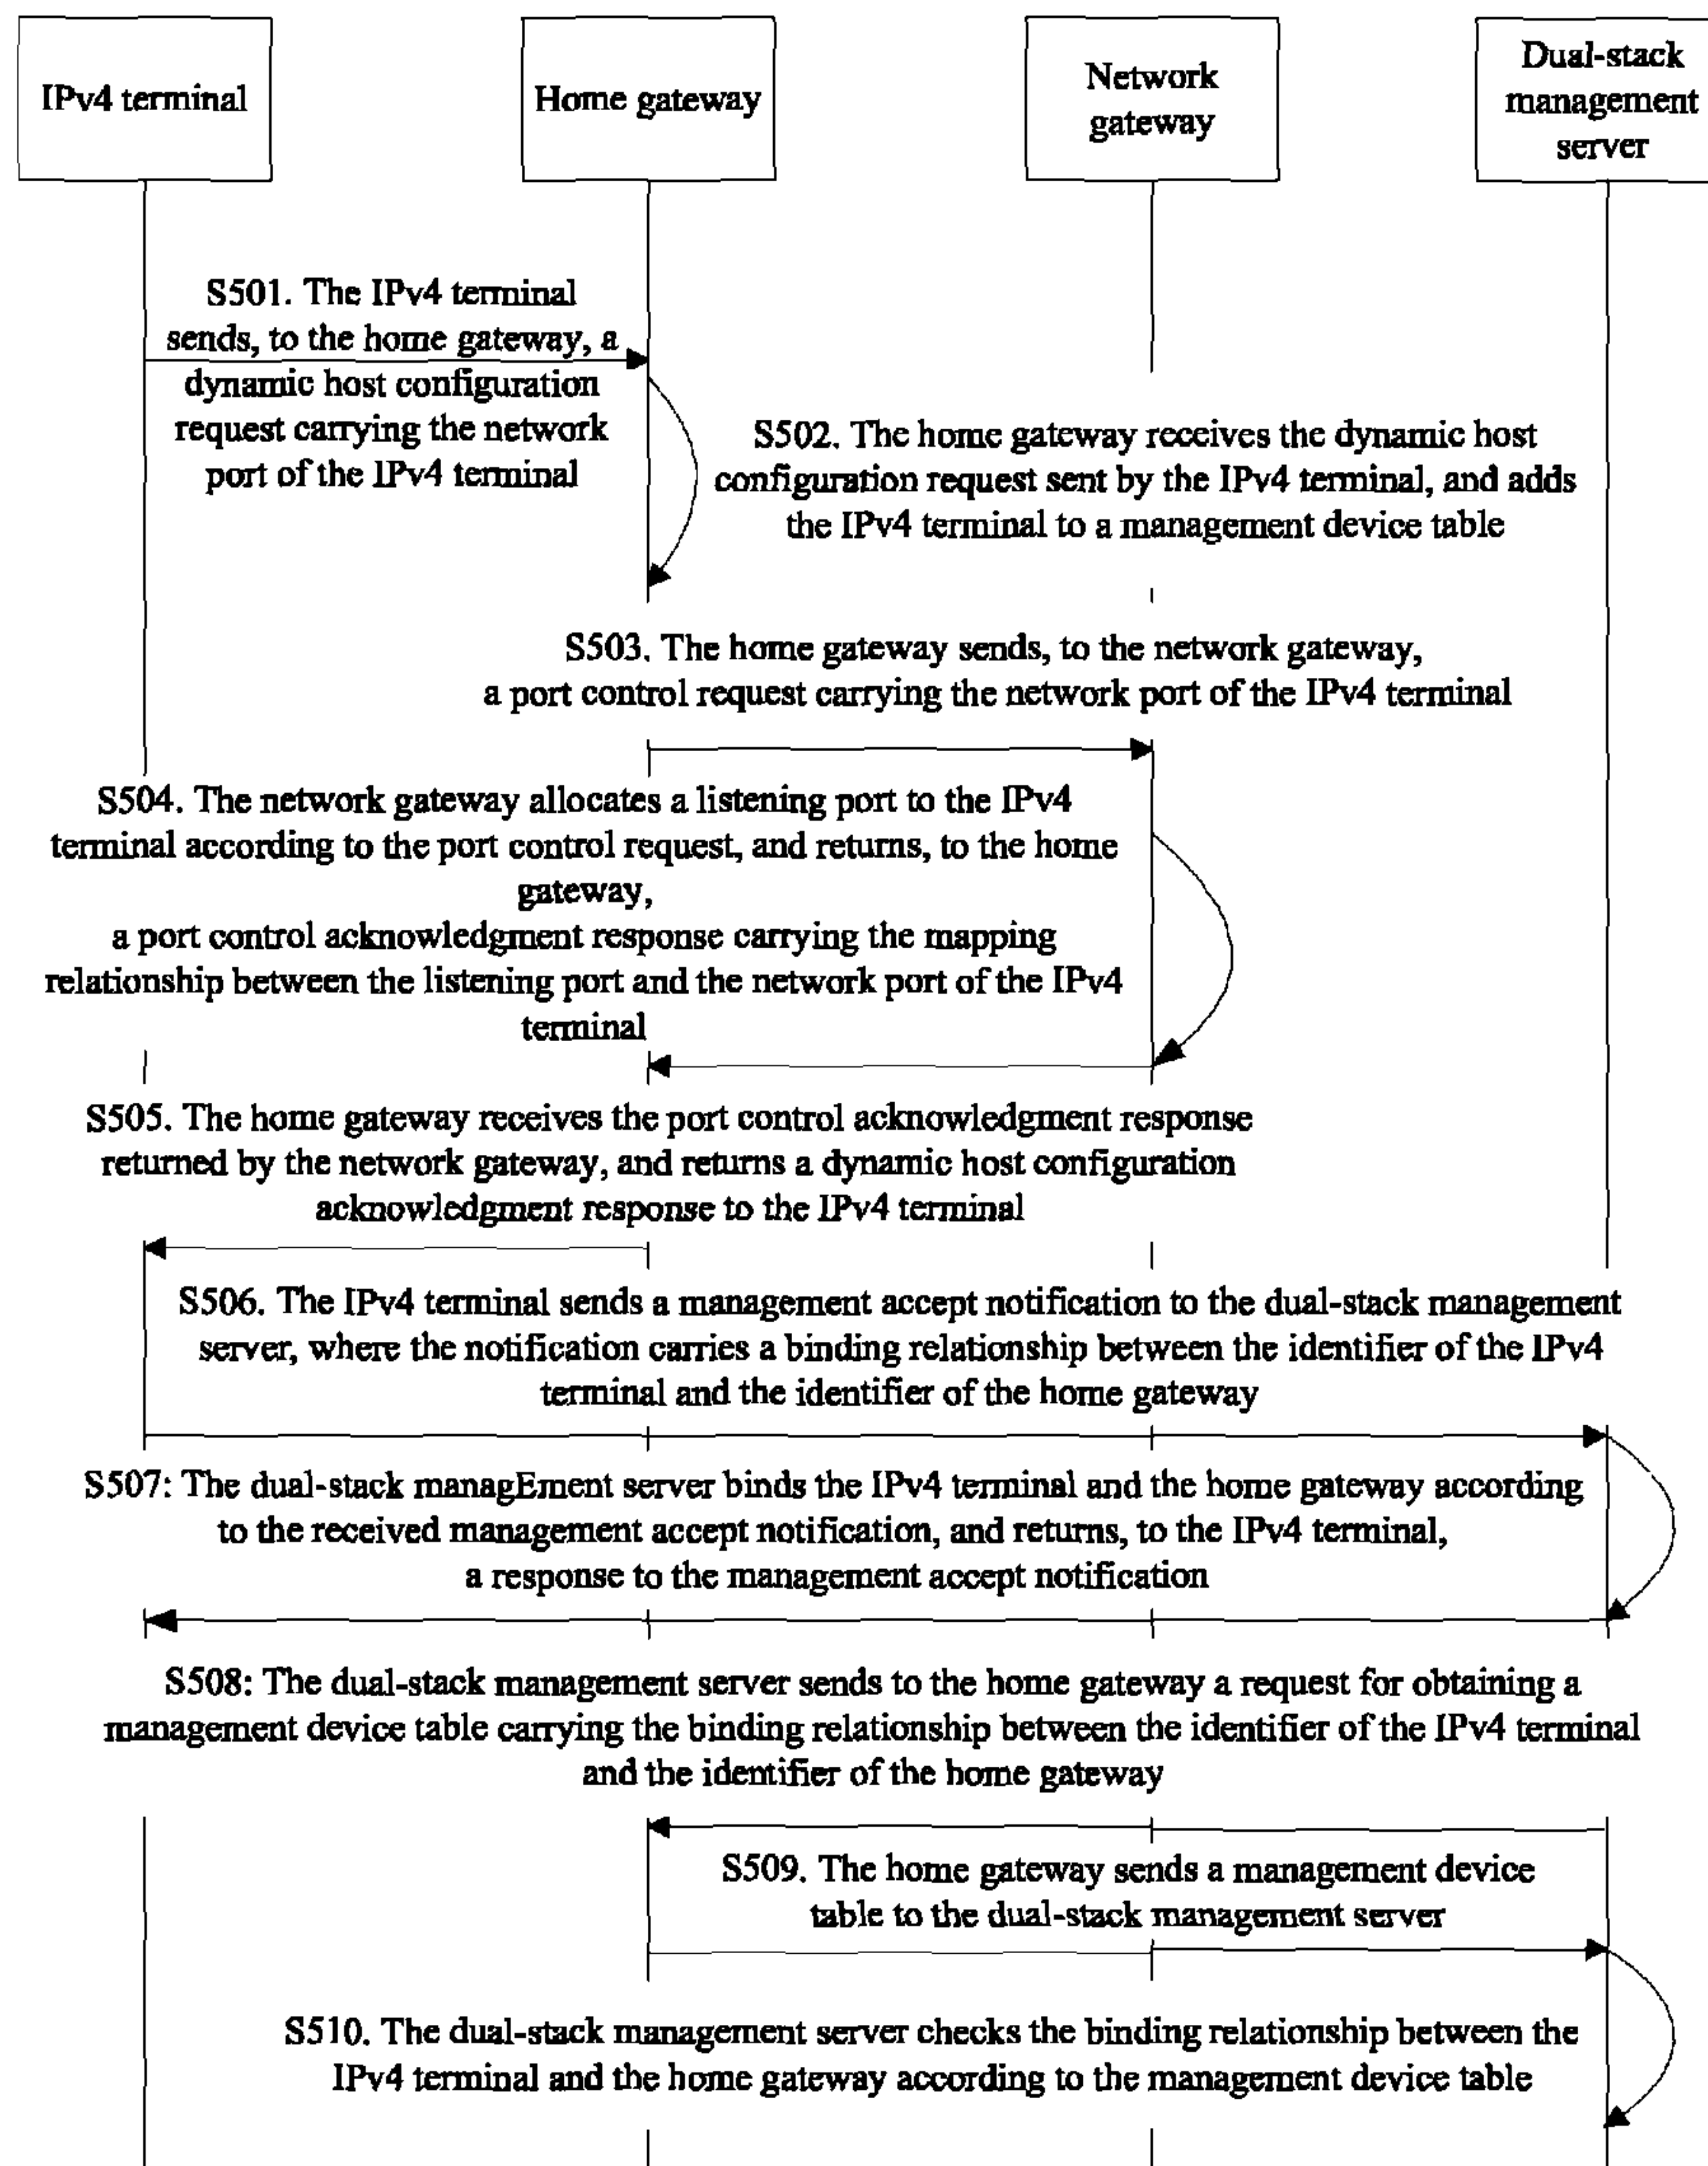 IPv4 terminal
Home gateway
Network
gateway
Dual-stack
management
server
S501. The IPv4 terminal
sends, to the home gateway, a
dynamic host configuration
request carrying the network
port of the IPv4 terminal
S502. The home gateway receives the dynamic host
configuration request sent by the IPv4 terminal, and adds
the IPv4 terminal to a management device table
S503. The home gateway sends, to the network gateway,
a port control request carrying the network port of the IPv4 terminal
S504. The network gateway allocates a listening port to the IPv4
terminal according to the port control request, and returns, to the home
gateway,
a port control acknowledgment response carrying the mapping
relationship between the listening port and the network port of the IPv4
terminal
S505. The home gateway receives the port control acknowledgment response
returned by the network gateway, and returns a dynamic host configuration
acknowledgment response to the IPv4 terminal
S506. The IPv4 terminal sends a management accept notification to the dual-stack management
server, where the notification carries a binding relationship between the identifier of the IPv4
terminal and the identifier of the home gateway
S507: The dual-stack managEment server binds the IPv4 terminal and the home gateway according
to the received management accept notification, and returns, to the IPv4 terminal,
a response to the management accept notification
S508: The dual-stack management server sends to the home gateway a request for obtaining a
management device table carrying the binding relationship between the identifier of the IPv4 terminal
and the identifier of the home gateway
S509. The home gateway sends a management device
table to the dual-stack management server
S510. The dual-stack management server checks the binding relationship between the
IPv4 terminal and the home gateway according to the management device table